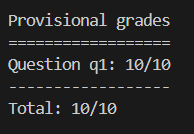 Provisional grades
==================
Question q1: 10/10
------------------
Total: 10/10